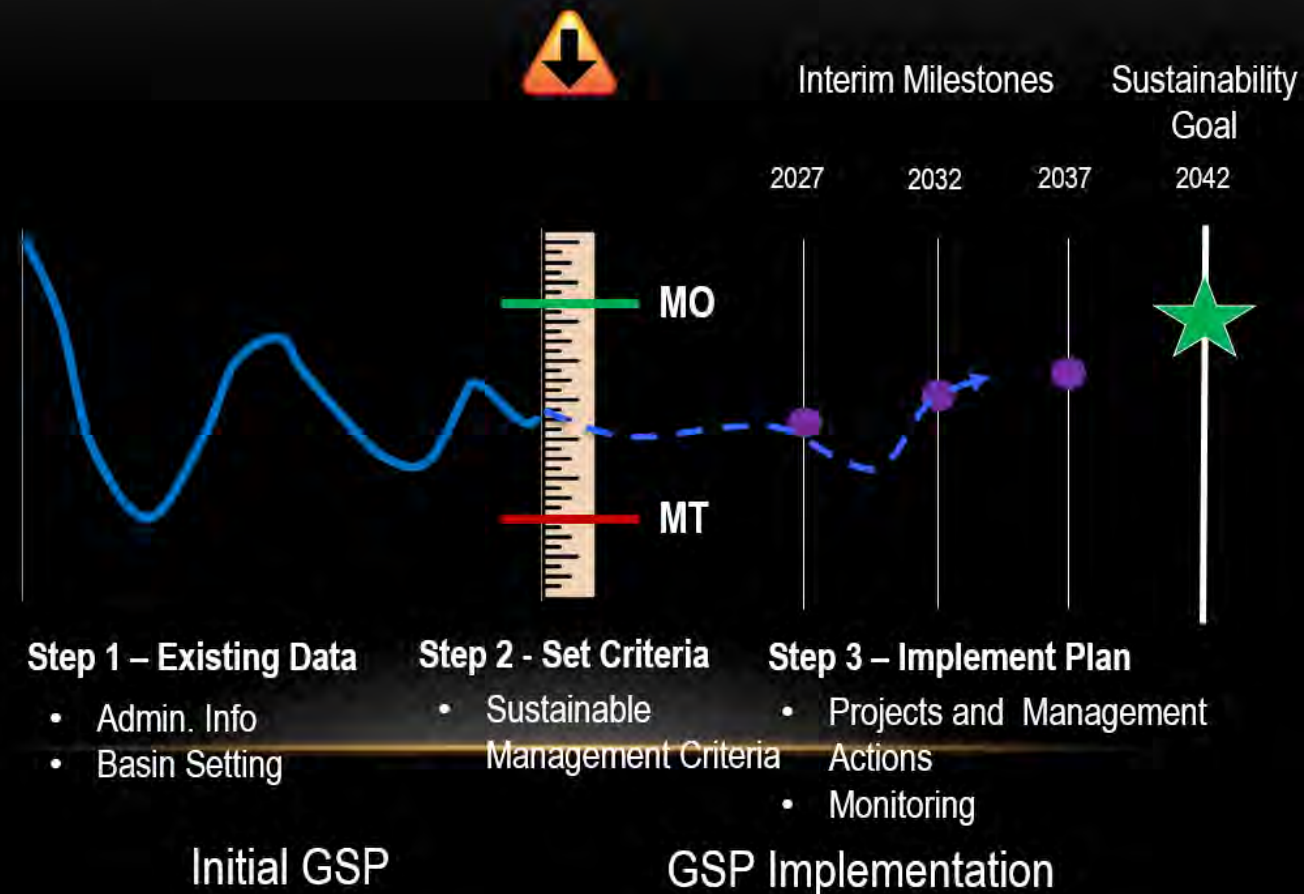 Interim Milestones
Sustainability
Goal
2027
2032
2037
2042
MO
MT
Step 1 – Existing Data
• Admin. Info
• Basin Setting
Step 2 - Set Criteria
• Sustainable
Management Criteria
Step 3 – Implement Plan
• Projects and Management
Actions
• Monitoring
Initial GSP
GSP Implementation